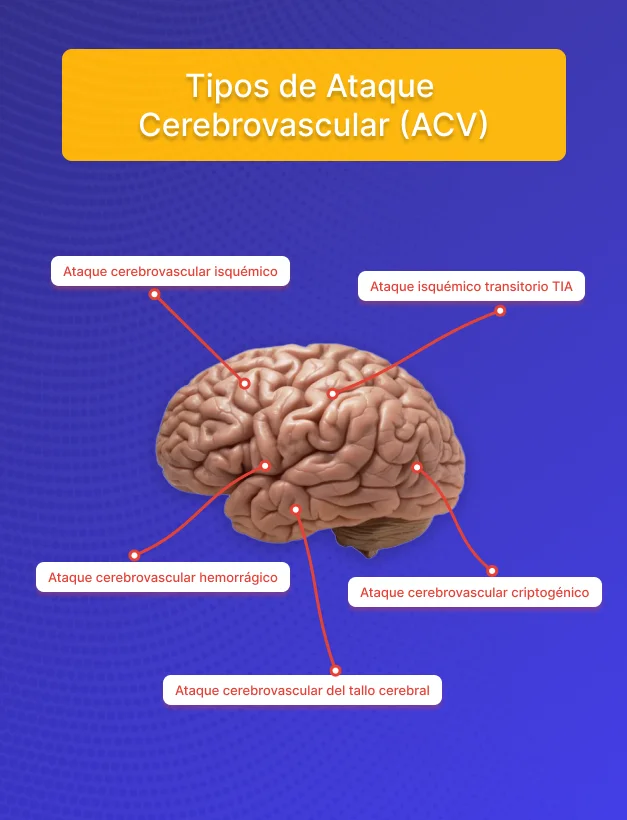 Tipos de Ataque
Cerebrovascular (ACV)
Ataque cerebrovascular isquémico
Ataque isquémico transitorio TIA
Ataque cerebrovascular hemorrágico
Ataque cerebrovascular criptogénico
Ataque cerebrovascular del tallo cerebral